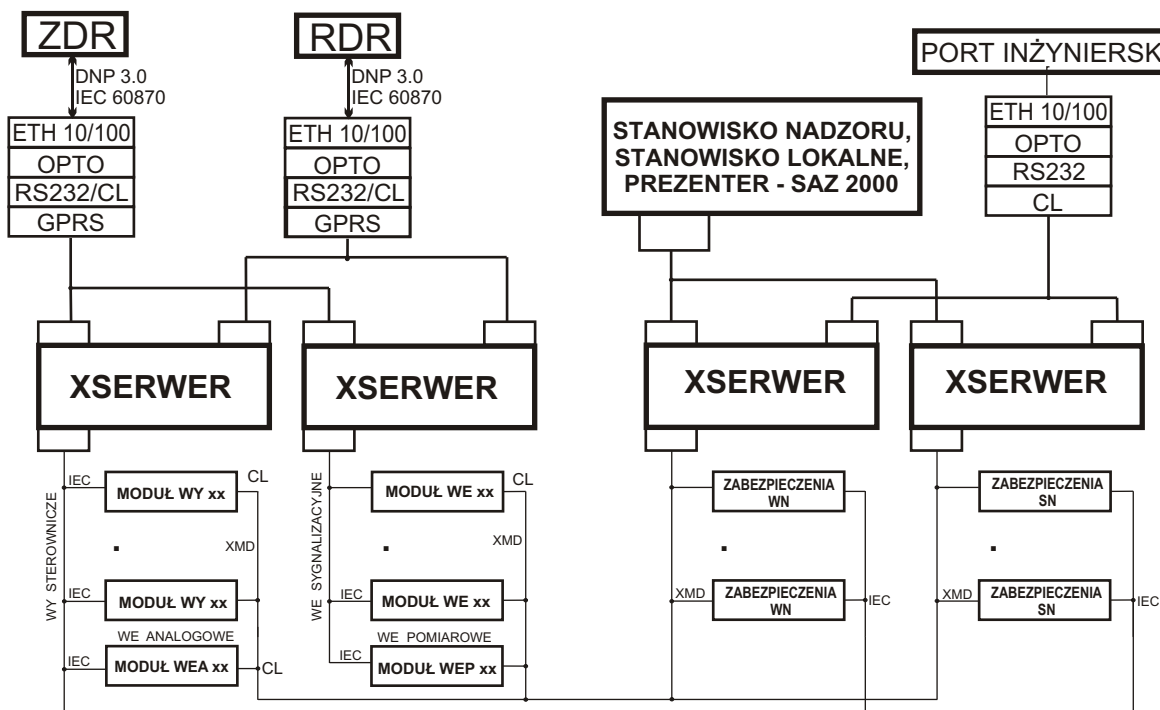 ZDR
RDR
PORT INŻYNIERSK
DNP 3.0
IEC 60870
DNP 3.0
IEC 60870
ETH 10/100
OPTO
RS232/CL
GPRS
ETH 10/100
OPTO
RS232/CL
GPRS
STANOWISKO NADZORU,
STANOWISKO LOKALNE,
PREZENTER - SAZ 2000
ETH 10/100
OPTO
RS232
CL
XSERWER
XSERWER
XSERWER
XSERWER
WY STEROWNICZE
IEC
MODUŁ WY xx
CL
XMD
IEC
MODUŁ WY xx
WE ANALOGOWE
IEC
MODUŁ WEA xx
CL
WE SYGNALIZACYJNE
MODUŁ WE xx
CL
XMD
IEC
MODUŁ WE xx
WE POMIAROWE
IEC
MODUŁ WEP xx
ZABEZPIECZENIA
WN
XMD
ZABEZPIECZENIA
WN
IEC
ZABEZPIECZENIA
SN
XMD
ZABEZPIECZENIA
SN
IEC